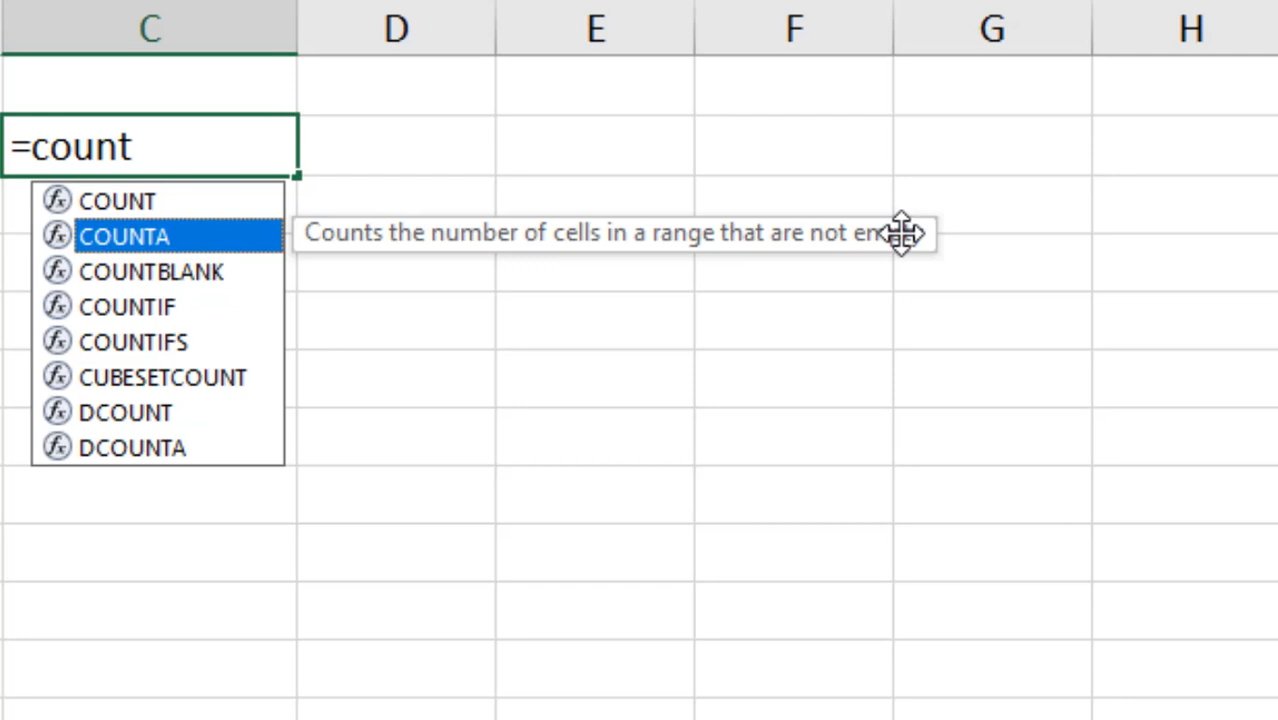 C D E F G H
=count
COUNT
COUNTA
Counts the number of cells in a range that are not
COUNTBLANK
COUNTIF
COUNTIFS
CUBESETCOUNT
DCOUNT
DCOUNTA